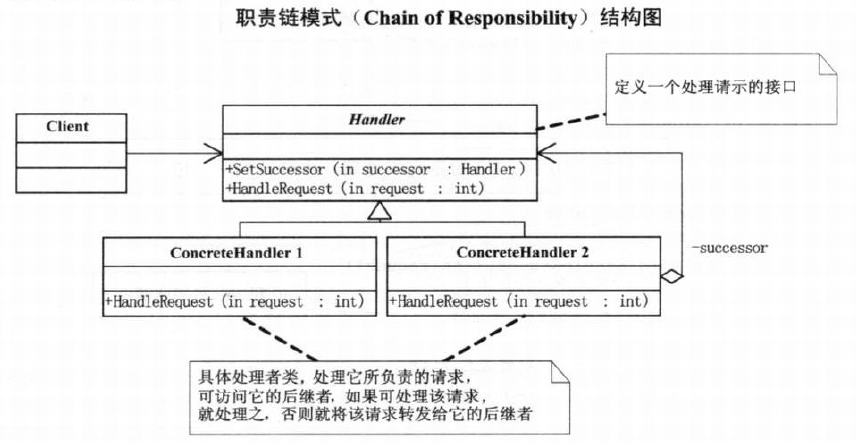 职责链模式（Chain of Responsibility）结构图
定义一个处理请示的接口
Client
Handler
+SetSuccessor (in successor : Handler)
+HandleRequest (in request : int)
ConcreteHandler 1
+HandleRequest (in request : int)
ConcreteHandler 2
+HandleRequest (in request : int)
-successor
具体处理者类，处理它所负责的请求，
可访问它的后继者，如果可处理该请求，
就处理之，否则就将该请求转发给它的后继者